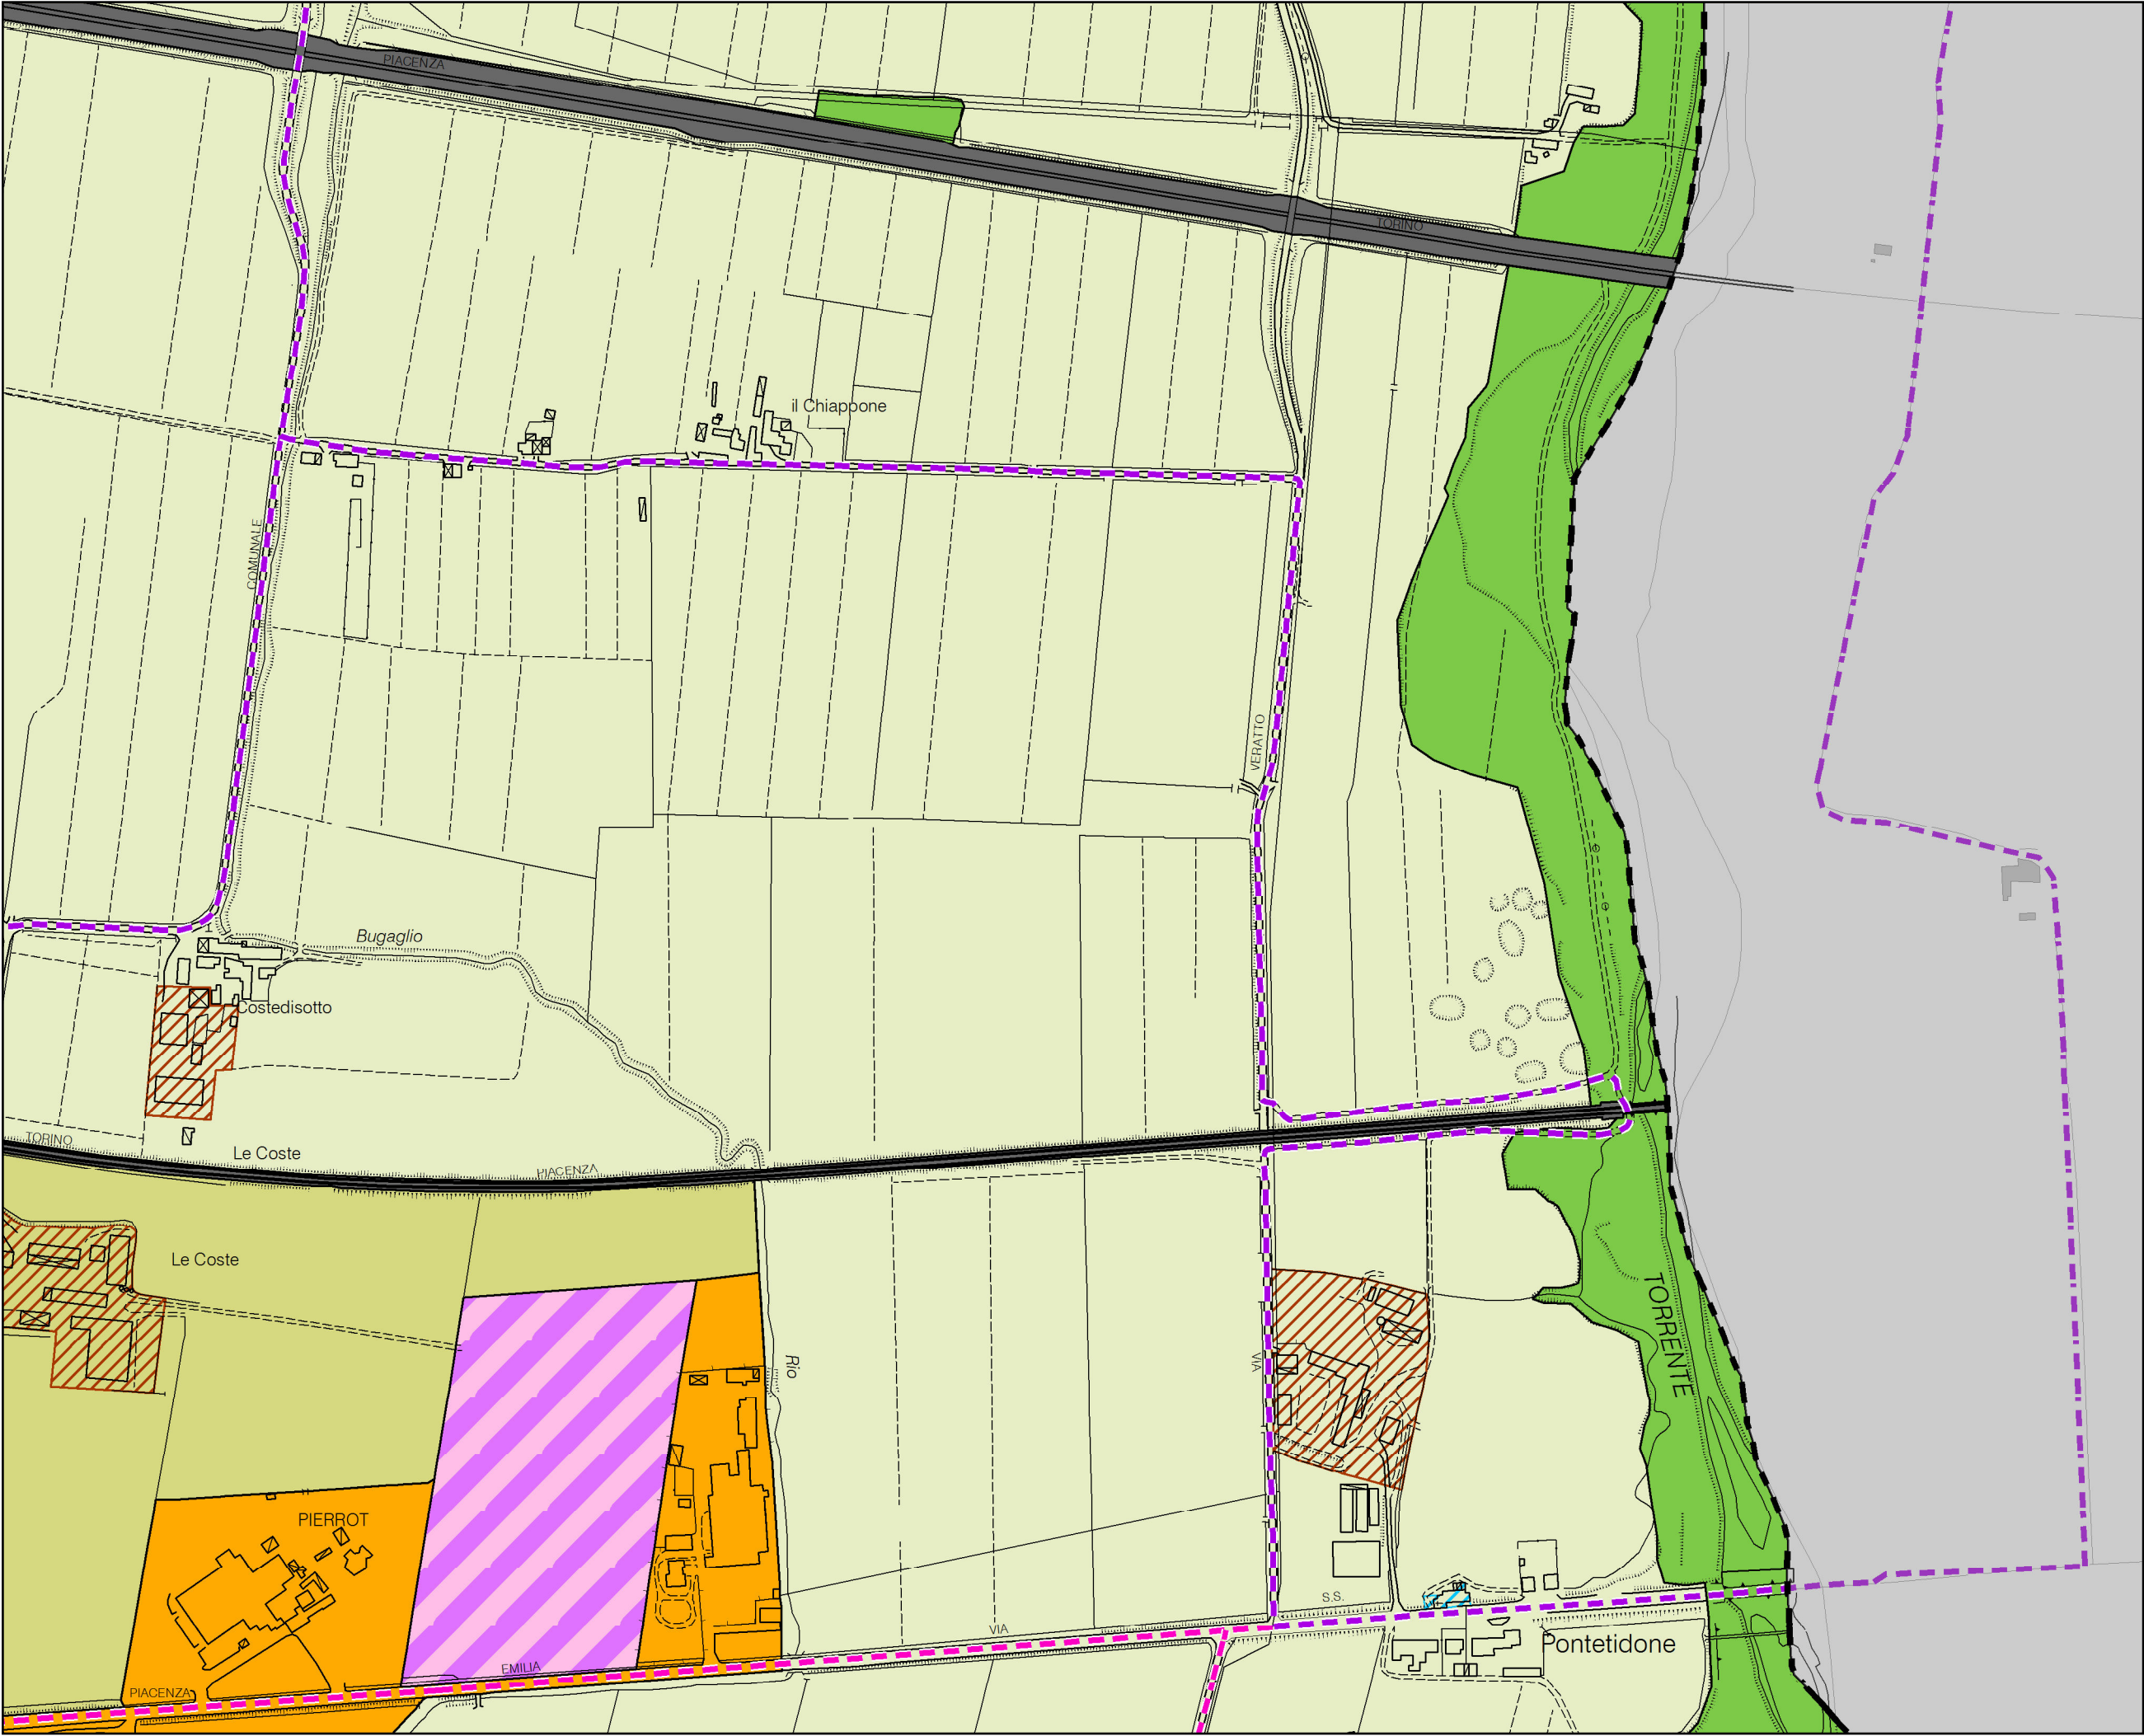 PIACENZA
TORINO
il Chiappone
COMUNALE
VERATTO
Bugaglio
Costedisotto
TORINO
Le Coste
PIACENZA
Le Coste
TORRENTE
Rio
VIA
PIERROT
S.S.
VIA
Pontetidone
EMILIA
PIACENZA